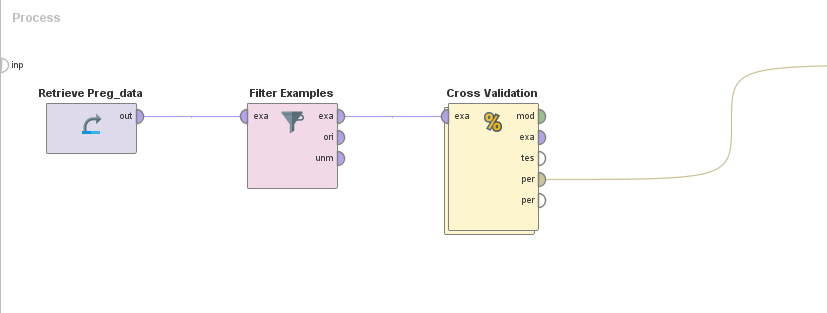 Process
inp
Retrieve Preg_data
out
Filter Examples
exa
exa
ori
unm
Cross Validation
exa
mod
exa
tes
per
per
%